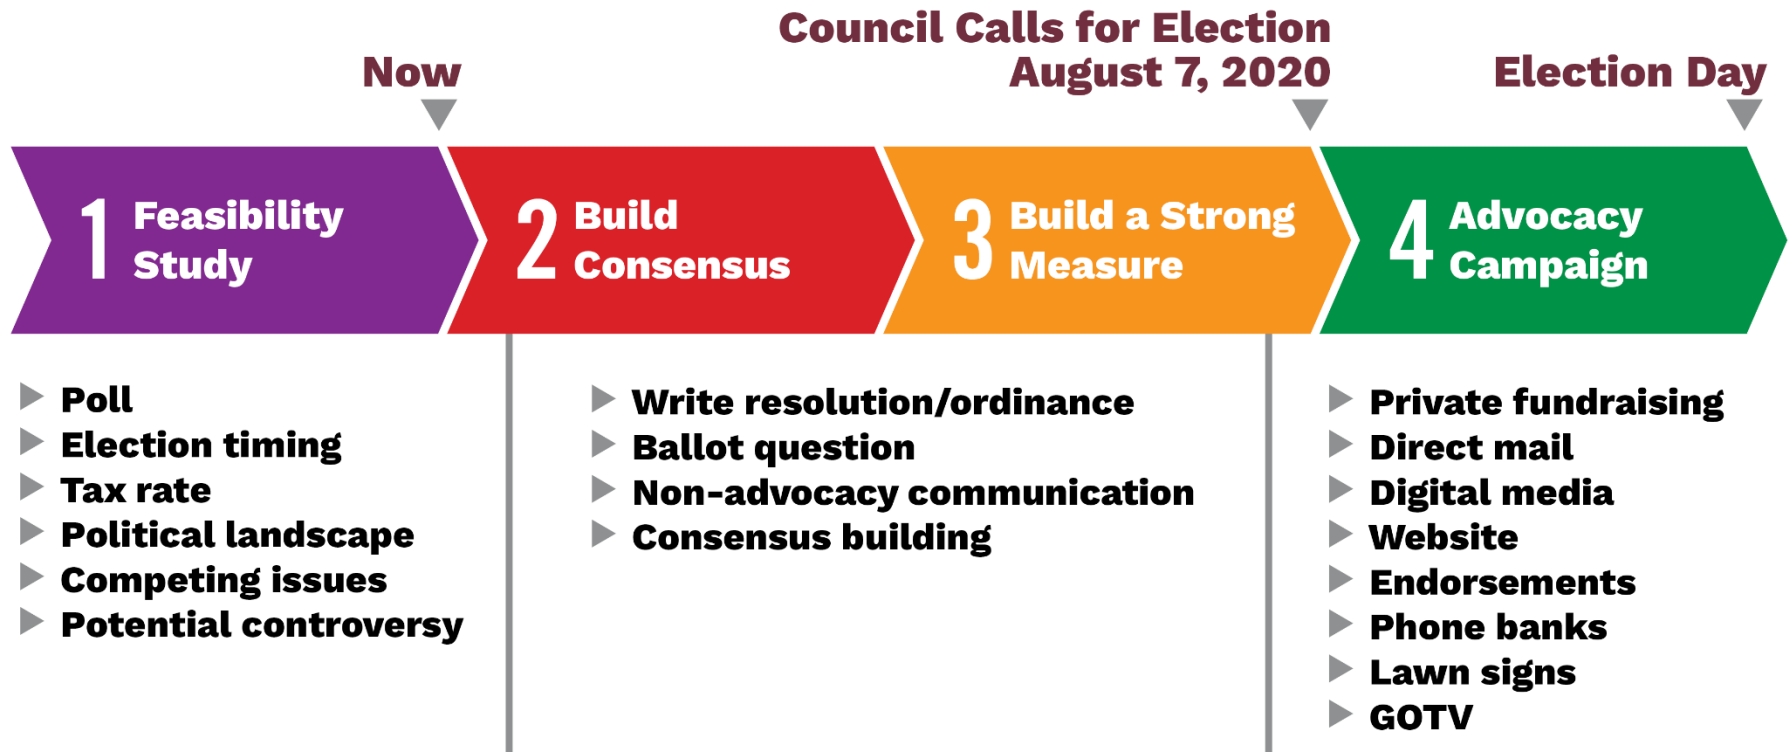 Now
Council Calls for Election
August 7, 2020
Election Day
1 Feasibility
Study
2 Build
Consensus
3 Build a Strong
Measure
4 Advocacy
Campaign
Poll
Election timing
Tax rate
Political landscape
Competing issues
Potential controversy
Write resolution/ordinance
Ballot question
Non-advocacy communication
Consensus building
Private fundraising
Direct mail
Digital media
Website
Endorsements
Phone banks
Lawn signs
GOTV